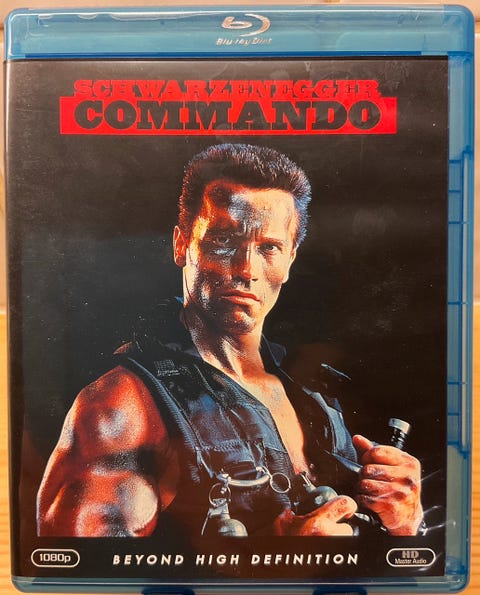 Blu-ray Disc
SCHWARZENEGGER
COMMANDO
1080p
BEYOND HIGH DEFINITION
HD
Master Audio